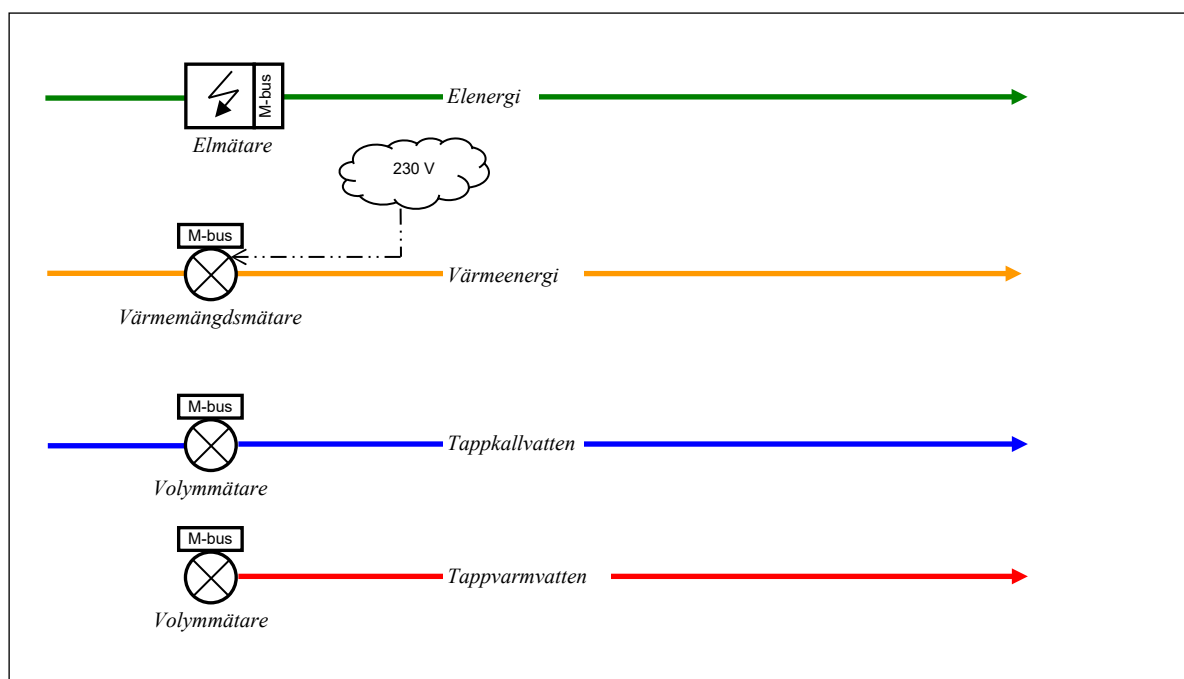 M-bus
Elenergi
Elmätare
230 V
M-bus
Värmeenergi
Värmemängdsmätare
M-bus
Tappkallvatten
Volymmätare
M-bus
Tappvarmvatten
Volymmätare